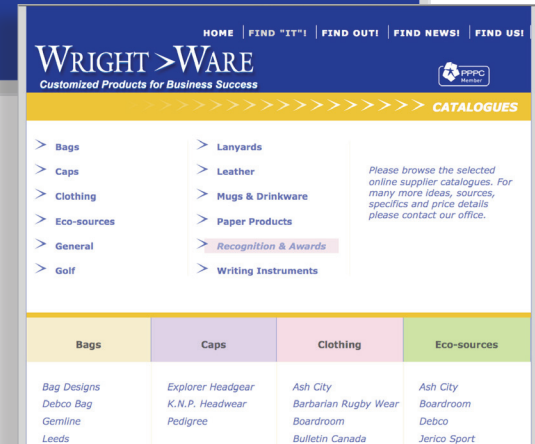 HOME FIND "IT"! FIND OUT! FIND NEWS! FIND US!
WRIGHT >WARE
Customized Products for Business Success
PPPC
Member
CATALOGUES
Bags
Caps
Clothing
Eco-sources
General
Golf
Lanyards
Leather
Mugs & Drinkware
Paper Products
Recognition & Awards
Writing Instruments
Please browse the selected
online supplier catalogues. For
many more ideas, sources,
specifics and price details
please contact our office.
Bags
Caps
Clothing
Eco-sources
Bag Designs
Debco Bag
Gemline
Leeds
Explorer Headgear
K.N.P. Headwear
Pedigree
Ash City
Barbarian Rugby Wear
Boardroom
Bulletin Canada
Ash City
Boardroom
Debco
Jerico Sport